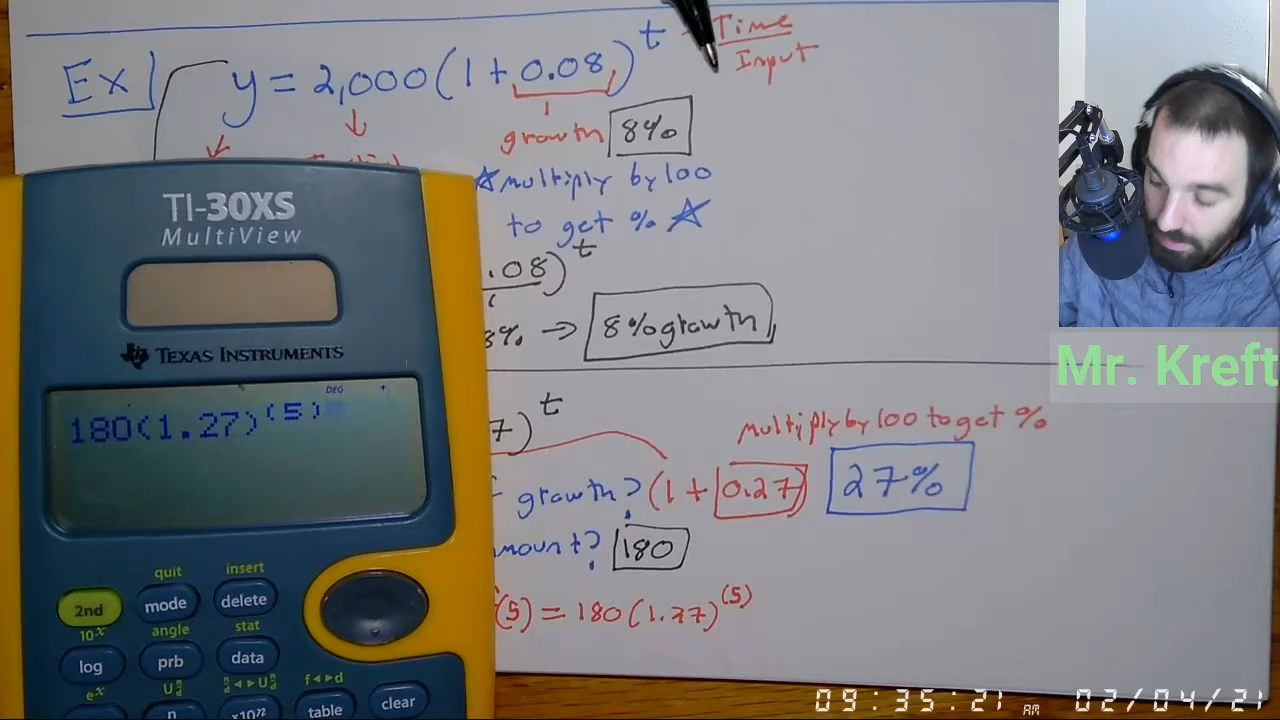 Ex y = 2,000(1+0.08)^t Time
Input
growth 8%
☆multiply by 100
to get % ☆
.08)^t
8% → 8% growth
TI-30XS
MultiView
TEXAS INSTRUMENTS
DEG
180(1.27)^(5)
Mr. Kreft
7)^t
Multiply by 100 to get %
growth? (1 + 0.27) 27%
mount? 180
(5) = 180(1.27)^(5)
quit insert
2nd mode delete
10^x angle stat
log prb data
e^x f◄►d
n table clear
09:35:21 AM 02/04/21